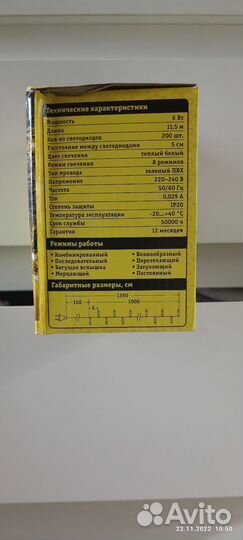 Технические характеристики
Мощность 6 Вт
Длина 11.5 м
Кол-во светодиодов 200 шт.
Расстояние между светодиодами 5 см
Цвет свечения теплый белый
Режим свечения 8 режимов
Тип провода зеленый ПВХ
Напряжение 220-240 В
Частота 50/60 Гц
Ток 0.029 А
Степень защиты IP20
Температура эксплуатации -20...+40 °C
Срок службы 50000 ч
Гарантия 12 месяцев
Режимы работы
• Комбинированный • Волнообразный
• Последовательный • Перетекающий
• Бегущая вспышка • Затухающий
• Мерцающий • Постоянный
Габаритные размеры, см
1150
150 1000
5
Avito
22.11.2022 10:50